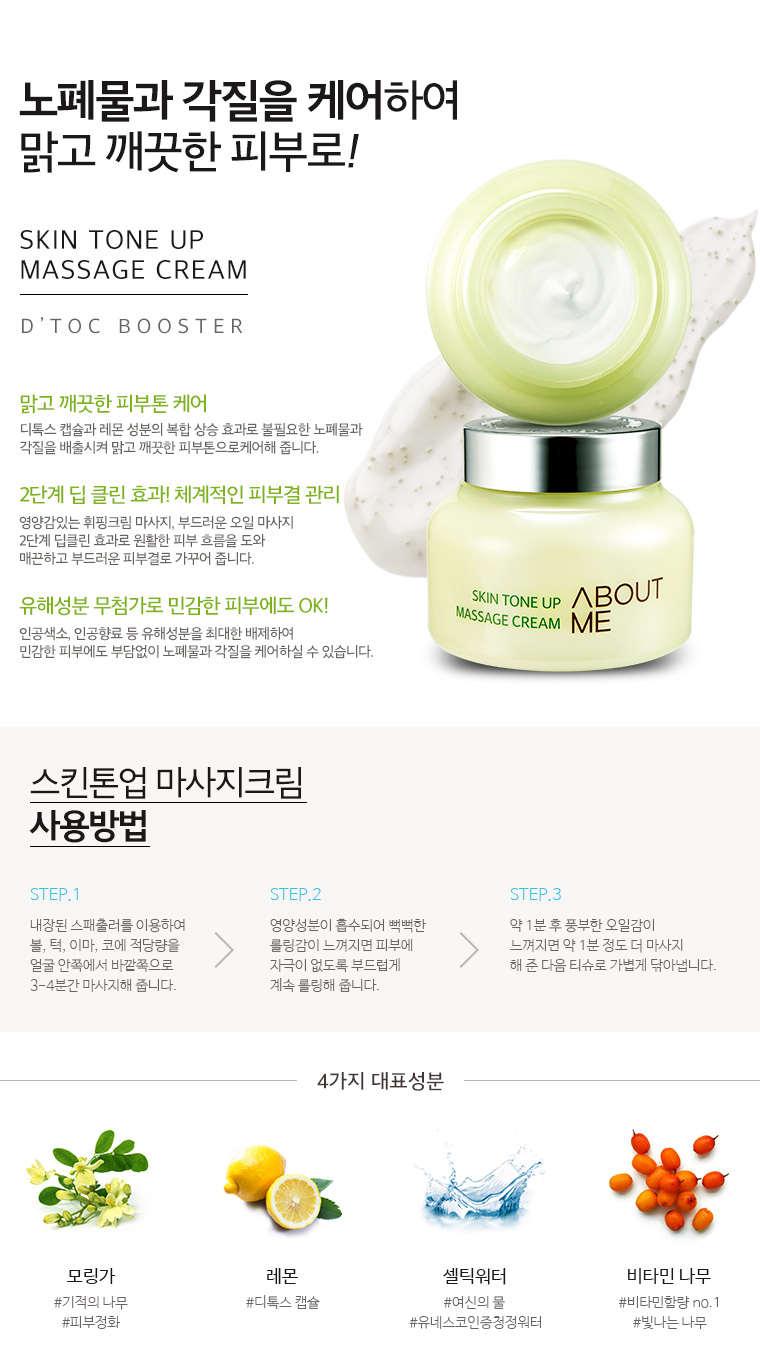 노폐물과 각질을 케어하여
맑고 깨끗한 피부로!
SKIN TONE UP
MASSAGE CREAM
D'TOC BOOSTER
맑고 깨끗한 피부톤 케어
디톡스 캡슐과 레몬 성분의 복합 상승 효과로 불필요한 노폐물과
각질을 배출시켜 맑고 깨끗한 피부톤으로케어해 줍니다.
2단계 딥 클린 효과! 체계적인 피부결 관리
영양감있는 휘핑크림 마사지, 부드러운 오일 마사지
2단계 딥클린 효과로 원활한 피부 흐름을 도와
매끈하고 부드러운 피부결로 가꾸어 줍니다.
유해성분 무첨가로 민감한 피부에도 OK!
인공색소, 인공향료 등 유해성분을 최대한 배제하여
민감한 피부에도 부담없이 노폐물과 각질을 케어하실 수 있습니다.
SKIN TONE UP
MASSAGE CREAM
ABOUT
ME
스킨톤업 마사지크림
사용방법
STEP.1
내장된 스패출러를 이용하여
볼, 턱, 이마, 코에 적당량을
얼굴 안쪽에서 바깥쪽으로
3-4분간 마사지해 줍니다.
STEP.2
영양성분이 흡수되어 뻑뻑한
롤링감이 느껴지면 피부에
자극이 없도록 부드럽게
계속 롤링해 줍니다.
STEP.3
약 1분 후 풍부한 오일감이
느껴지면 약 1분 정도 더 마사지
해 준 다음 티슈로 가볍게 닦아냅니다.
4가지 대표성분
모링가
#기적의 나무
#피부정화
레몬
#디톡스 캡슐
셀틱워터
#여신의 물
#유네스코인증청정워터
비타민 나무
#비타민함량 no.1
#빛나는 나무